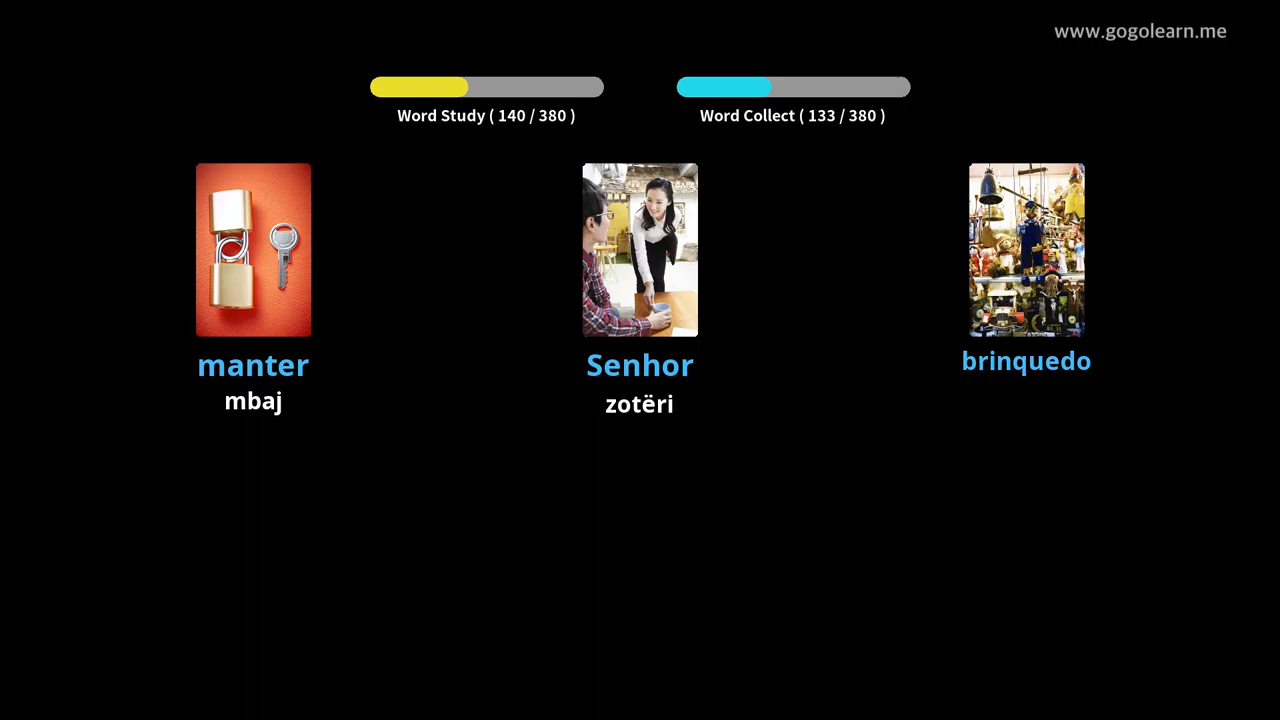 www.gogolearn.me
Word Study ( 140 / 380 )
Word Collect ( 133 / 380 )
manter
mbaj
Senhor
zotëri
brinquedo